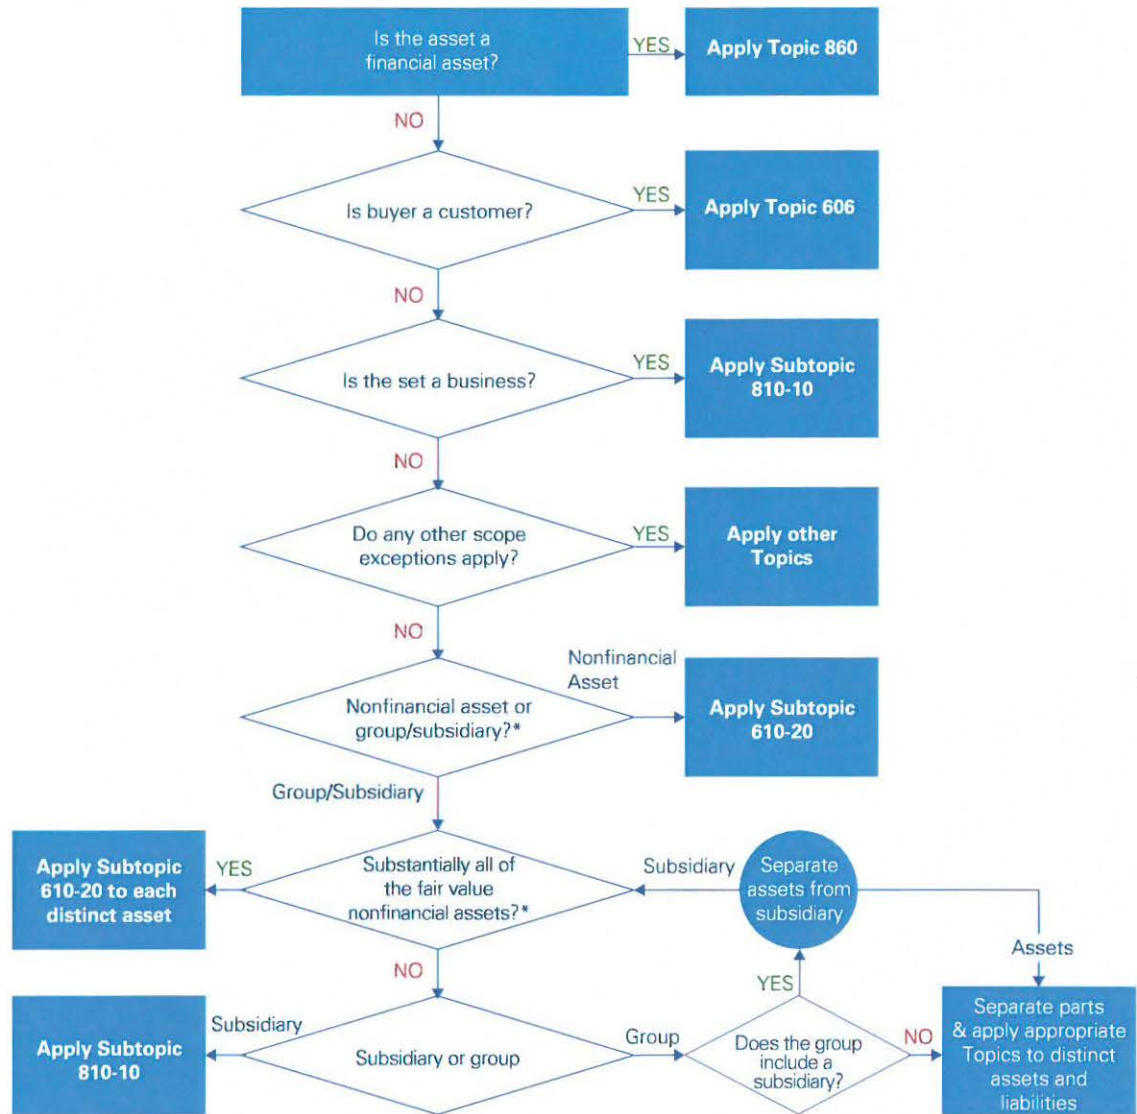 Is the asset a
financial asset?
YES
Apply Topic 860
NO
Is buyer a customer?
YES
Apply Topic 606
NO
Is the set a business?
YES
Apply Subtopic
810-10
NO
Do any other scope
exceptions apply?
YES
Apply other
Topics
NO
Nonfinancial asset or
group/subsidiary?*
Nonfinancial
Asset
Apply Subtopic
610-20
Group/Subsidiary
Apply Subtopic
610-20 to each
distinct asset
YES
Substantially all of
the fair value
nonfinancial assets?*
Subsidiary
Separate
assets from
subsidiary
Assets
NO
YES
Apply Subtopic
810-10
Subsidiary
Subsidiary or group
Group
Does the group
include a
subsidiary?
NO
Separate parts
& apply appropriate
Topics to distinct
assets and
liabilities